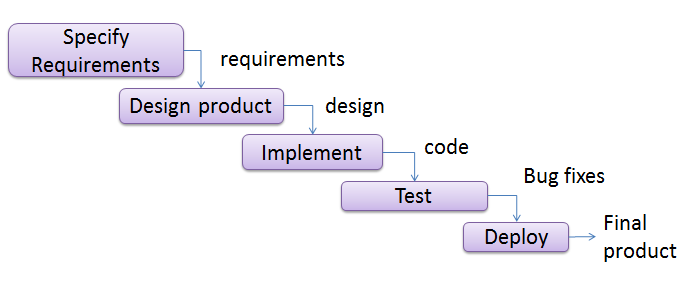 Specify
Requirements
requirements
Design product
design
Implement
code
Test
Bug fixes
Deploy
Final
product